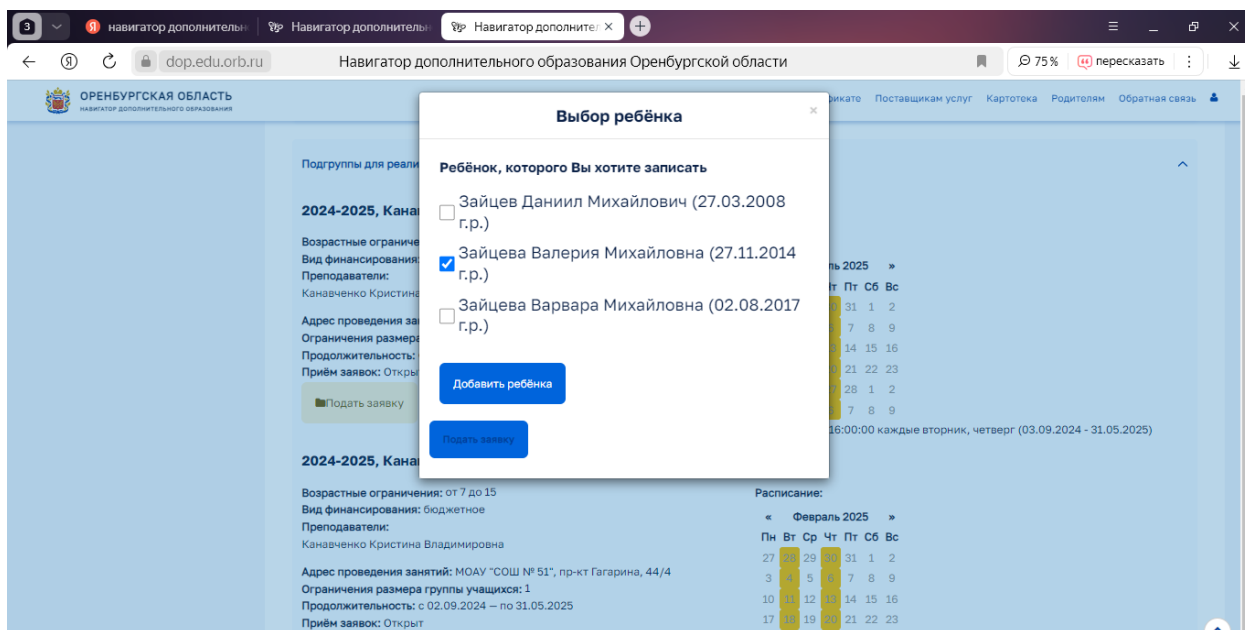 3
навигатор дополнительн
Навигатор дополнительн
Навигатор дополнител
dop.edu.orb.ru
Навигатор дополнительного образования Оренбургской области
75 %
пересказать
ОРЕНБУРГСКАЯ ОБЛАСТЬ
НАВИГАТОР ДОПОЛНИТЕЛЬНОГО ОБРАЗОВАНИЯ
Поставщикам услуг Картотека Родителям Обратная связь
Выбор ребёнка
×
Ребёнок, которого Вы хотите записать
Зайцев Даниил Михайлович (27.03.2008
г.р.)
Зайцева Валерия Михайловна (27.11.2014
г.р.)
Зайцева Варвара Михайловна (02.08.2017
г.р.)
Добавить ребёнка
Подать заявку
Подгруппы для реали
2024-2025, Кана
Возрастные ограниче
Вид финансирования:
Преподаватели:
Канавченко Кристина
Адрес проведения за
Ограничения размера
Продолжительность:
Приём заявок: Откры
Подать заявку
ль 2025 »
Пт Сб Вс
31 1 2
7 8 9
14 15 16
21 22 23
28 1 2
7 8 9
16:00:00 каждые вторник, четверг (03.09.2024 - 31.05.2025)
2024-2025, Кана
Возрастные ограничения: от 7 до 15
Вид финансирования: бюджетное
Преподаватели:
Канавченко Кристина Владимировна
Адрес проведения занятий: МОАУ "СОШ № 51", пр-кт Гагарина, 44/4
Ограничения размера группы учащихся: 1
Продолжительность: с 02.09.2024 — по 31.05.2025
Приём заявок: Открыт
Расписание:
« Февраль 2025 »
Пн Вт Ср Чт Пт Сб Вс
27 28 29 30 31 1 2
3 4 5 6 7 8 9
10 11 12 13 14 15 16
17 18 19 20 21 22 23